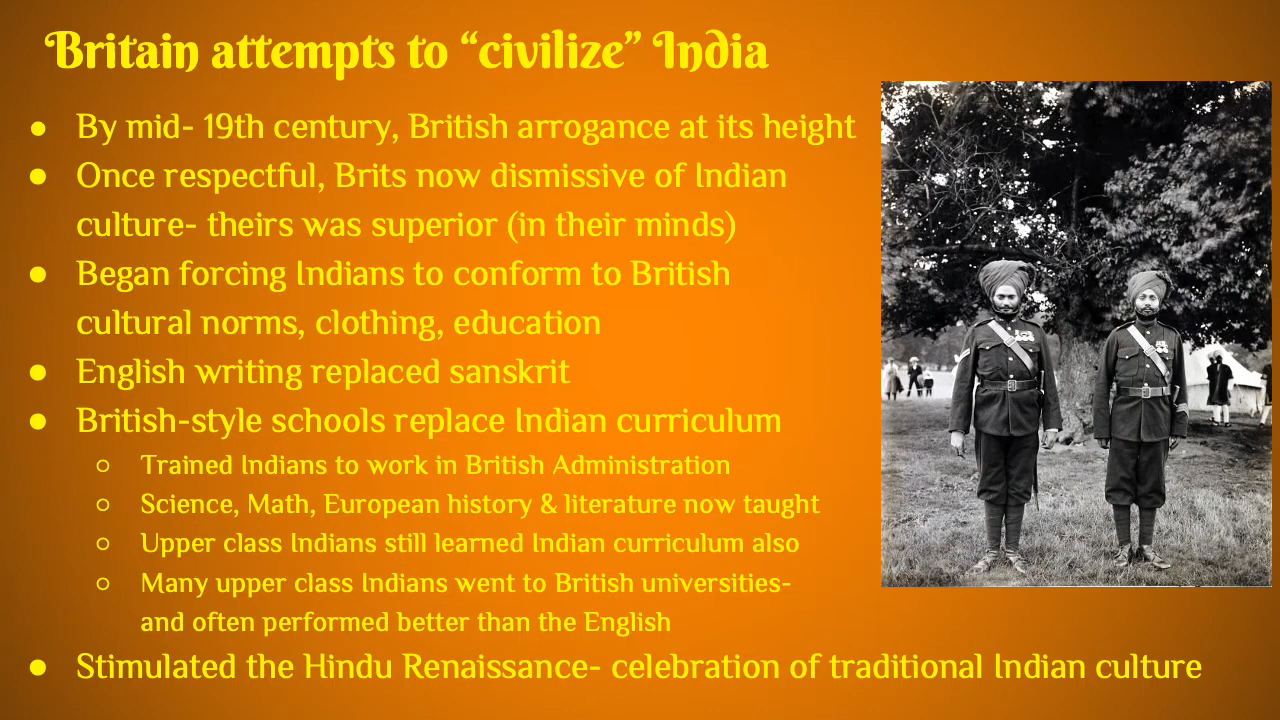 Britain attempts to “civilize” India
● By mid- 19th century, British arrogance at its height
● Once respectful, Brits now dismissive of Indian
culture- theirs was superior (in their minds)
● Began forcing Indians to conform to British
cultural norms, clothing, education
● English writing replaced sanskrit
● British-style schools replace Indian curriculum
○ Trained Indians to work in British Administration
○ Science, Math, European history & literature now taught
○ Upper class Indians still learned Indian curriculum also
○ Many upper class Indians went to British universities-
and often performed better than the English
● Stimulated the Hindu Renaissance- celebration of traditional Indian culture